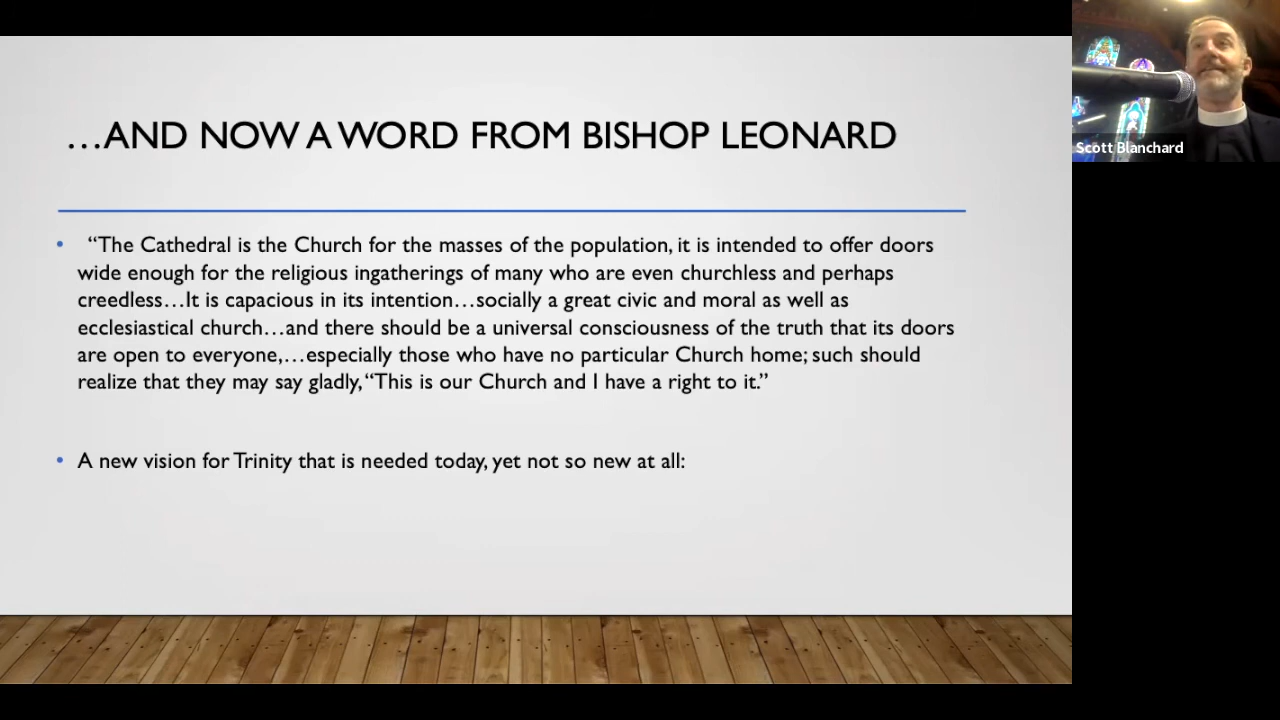 …AND NOW A WORD FROM BISHOP LEONARD
• “The Cathedral is the Church for the masses of the population, it is intended to offer doors
wide enough for the religious ingatherings of many who are even churchless and perhaps
creedless…It is capacious in its intention…socially a great civic and moral as well as
ecclesiastical church…and there should be a universal consciousness of the truth that its doors
are open to everyone,…especially those who have no particular Church home; such should
realize that they may say gladly, “This is our Church and I have a right to it.”
• A new vision for Trinity that is needed today, yet not so new at all:
Scott Blanchard